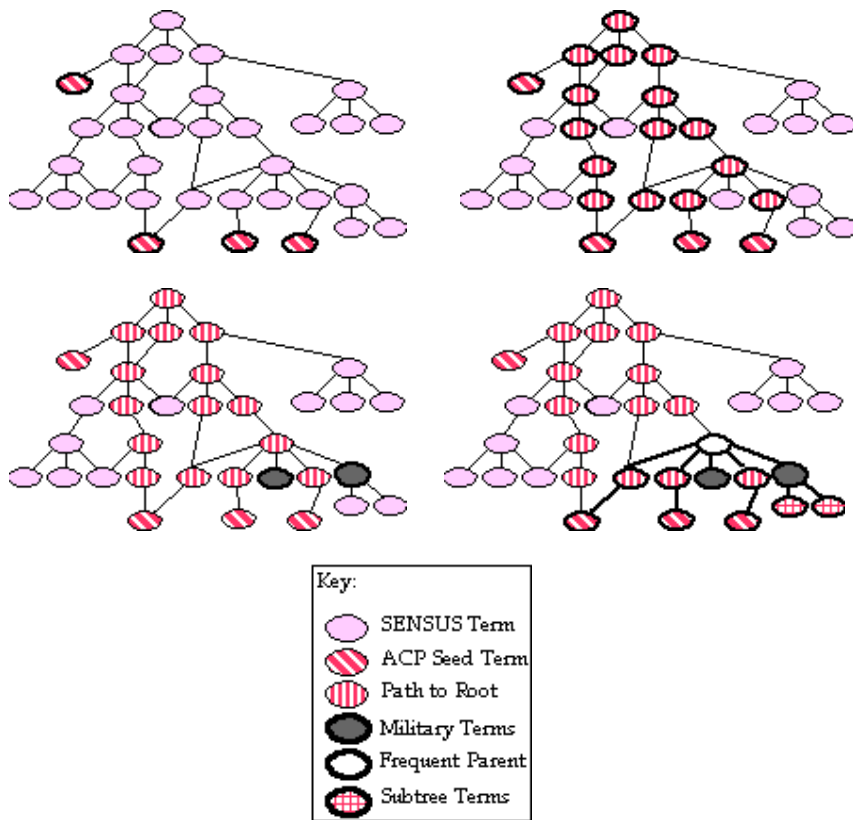 Key:
SENSUS Term
ACP Seed Term
Path to Root
Military Terms
Frequent Parent
Subtree Terms